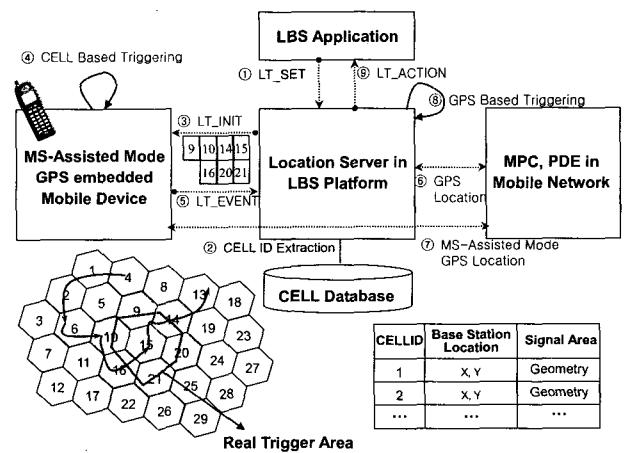 LBS Application
④ CELL Based Triggering
① LT_SET
⑨ LT_ACTION
⑧ GPS Based Triggering
③ LT_INIT
9 10 14 15
16 20 21
MS-Assisted Mode
GPS embedded
Mobile Device
Location Server in
LBS Platform
MPC, PDE in
Mobile Network
⑥ GPS
Location
⑤ LT_EVENT
② CELL ID Extraction
⑦ MS-Assisted Mode
GPS Location
CELL Database
1 4
2 5 8 13 18
3 6 10 9 14 19 23
7 11 16 15 20 24 27
12 17 22 21 25 28
26 29
Real Trigger Area
CELLID Base Station Location Signal Area
1 X, Y Geometry
2 X, Y Geometry
... ... ...